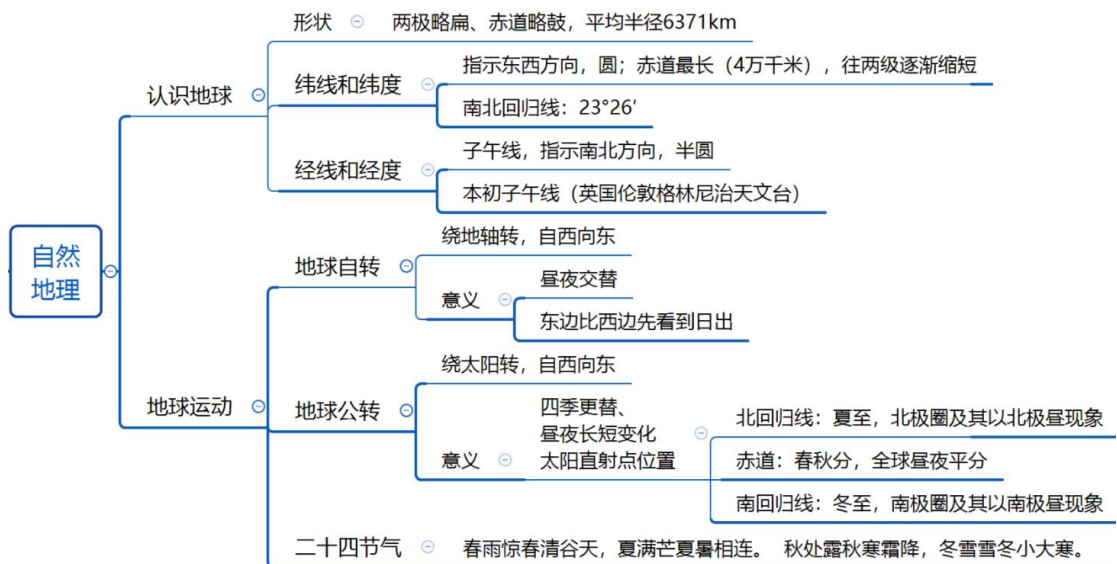 自然
地理
认识地球
形状
两极略扁、赤道略鼓，平均半径6371km
纬线和纬度
指示东西方向，圆；赤道最长（4万千米），往两级逐渐缩短
南北回归线：23°26′
经线和经度
子午线，指示南北方向，半圆
本初子午线（英国伦敦格林尼治天文台）
地球运动
地球自转
绕地轴转，自西向东
意义
昼夜交替
东边比西边先看到日出
地球公转
绕太阳转，自西向东
意义
四季更替、
昼夜长短变化
太阳直射点位置
北回归线：夏至，北极圈及其以北极昼现象
赤道：春秋分，全球昼夜平分
南回归线：冬至，南极圈及其以南极昼现象
二十四节气
春雨惊春清谷天，夏满芒夏暑相连。 秋处露秋寒霜降，冬雪雪冬小大寒。